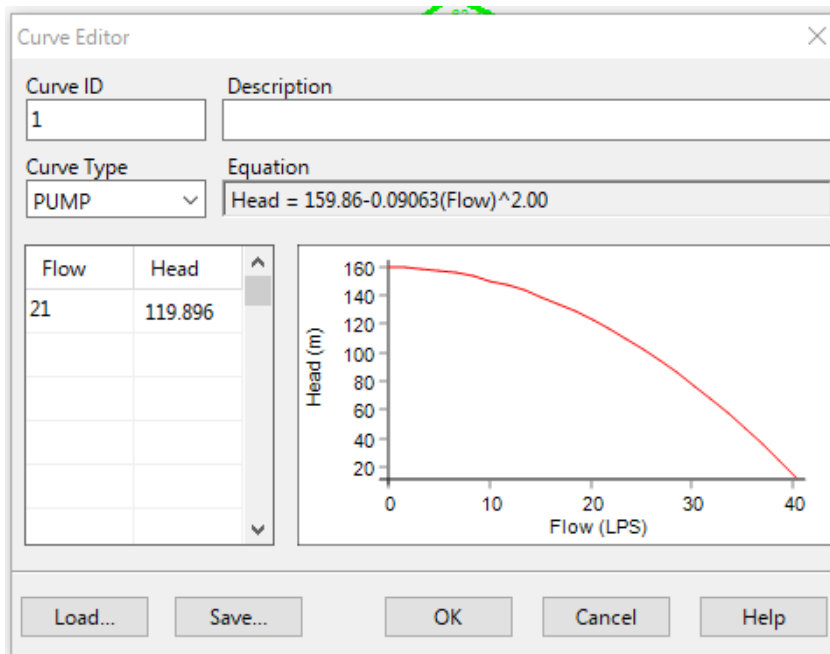 Curve Editor
Curve ID
Description
1
Curve Type
Equation
PUMP
Head = 159.86-0.09063(Flow)^2.00
Flow Head
21 119.896
Head (m)
160
140
120
100
80
60
40
20
0 10 20 30 40
Flow (LPS)
Load... Save... OK Cancel Help